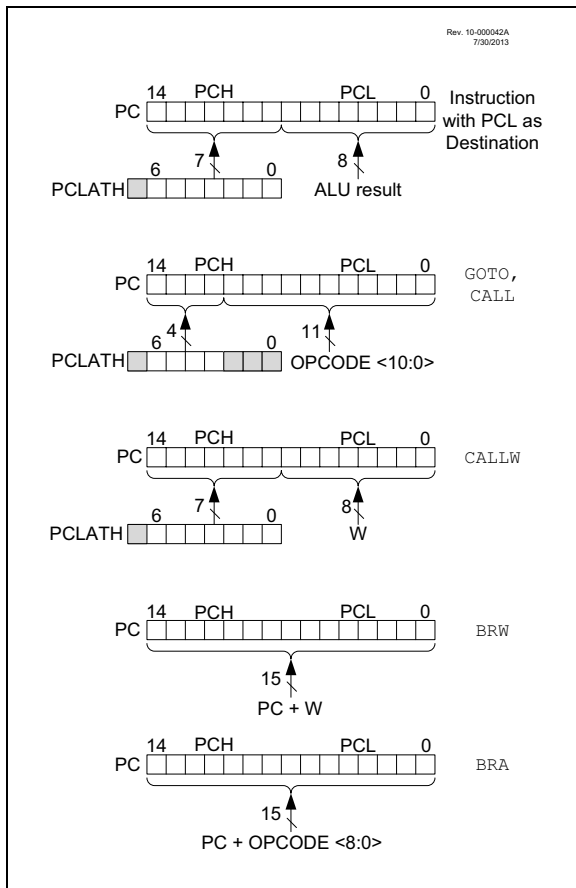 Rev. 10-000042A
7/30/2013
14 PCH PCL 0
PC
Instruction
with PCL as
Destination
7 8
6 0
PCLATH ALU result
14 PCH PCL 0
PC
GOTO,
CALL
4 11
6 0
PCLATH OPCODE <10:0>
14 PCH PCL 0
PC CALLW
7 8
6 0
PCLATH W
14 PCH PCL 0
PC BRW
15
PC + W
14 PCH PCL 0
PC BRA
15
PC + OPCODE <8:0>